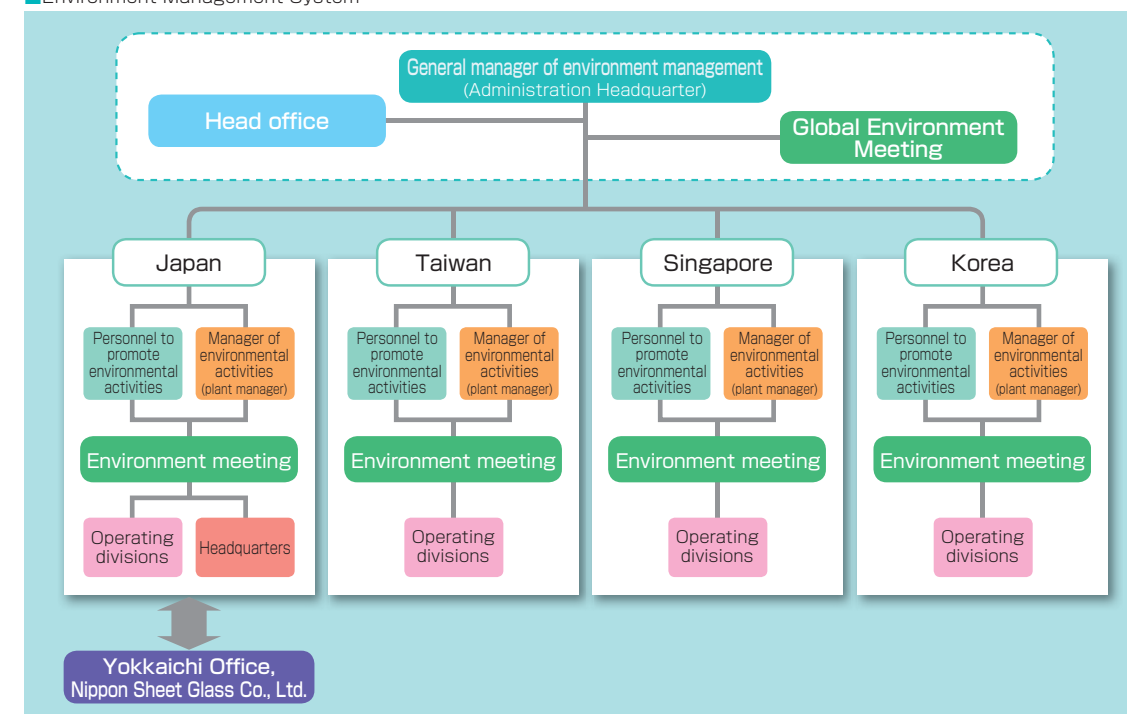 ■Environment Management System
General manager of environment management
(Administration Headquarter)
Head office
Global Environment
Meeting
Japan
Personnel to
promote
environmental
activities
Manager of
environmental
activities
(plant manager)
Environment meeting
Operating
divisions
Headquarters
Yokkaichi Office,
Nippon Sheet Glass Co., Ltd.
Taiwan
Personnel to
promote
environmental
activities
Manager of
environmental
activities
(plant manager)
Environment meeting
Operating
divisions
Singapore
Personnel to
promote
environmental
activities
Manager of
environmental
activities
(plant manager)
Environment meeting
Operating
divisions
Korea
Personnel to
promote
environmental
activities
Manager of
environmental
activities
(plant manager)
Environment meeting
Operating
divisions